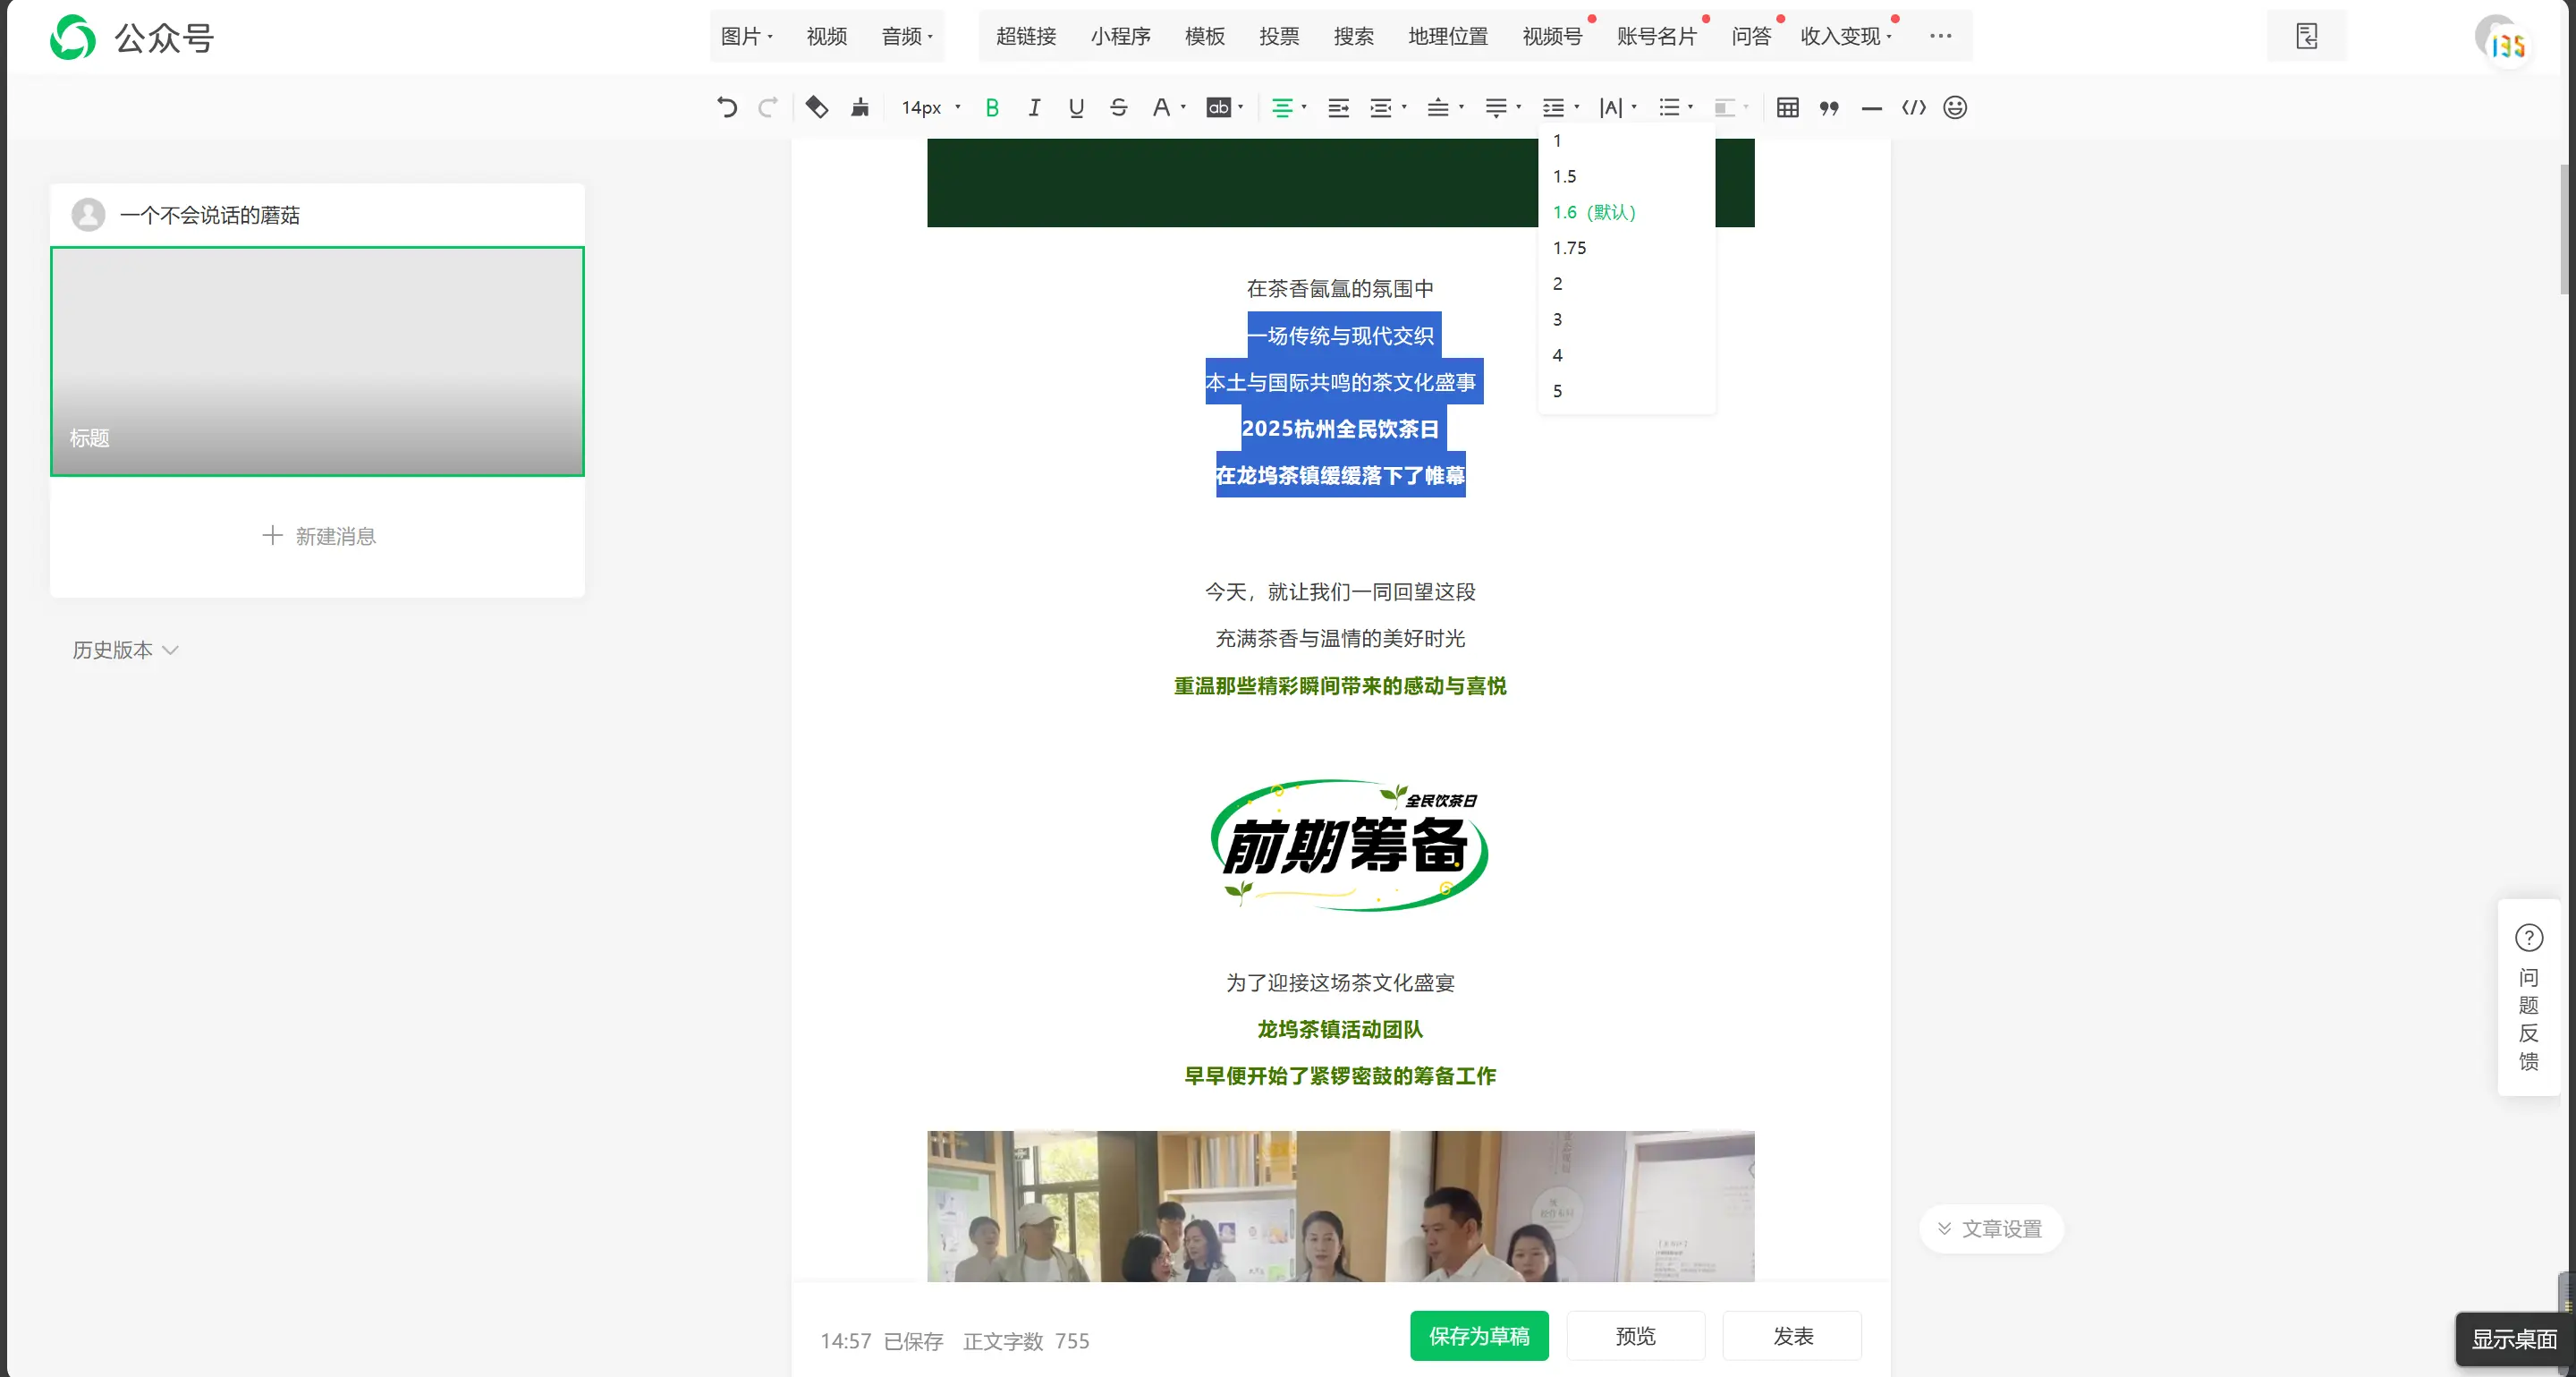 公众号
图片 视频 音频 超链接 小程序 模板 投票 搜索 地理位置 视频号 账号名片 问答 收入变现 ···
135
14px B I U S A ab |A|
1
1.5
1.6（默认）
1.75
2
3
4
5
一个不会说话的蘑菇
标题
新建消息
历史版本
在茶香氤氲的氛围中
一场传统与现代交织
本土与国际共鸣的茶文化盛事
2025杭州全民饮茶日
在龙坞茶镇缓缓落下了帷幕
今天，就让我们一同回望这段
充满茶香与温情的美好时光
重温那些精彩瞬间带来的感动与喜悦
全民饮茶日
前期筹备
为了迎接这场茶文化盛宴
龙坞茶镇活动团队
早早便开始了紧锣密鼓的筹备工作
问题反馈
文章设置
14:57 已保存 正文字数 755
保存为草稿 预览 发表
显示桌面